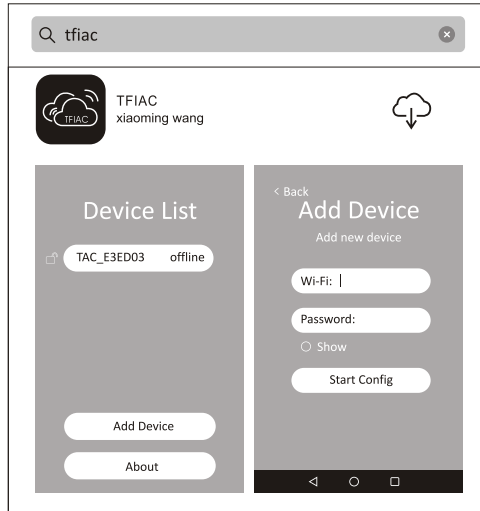 tfiac
TFIAC
TFIAC
xiaoming wang
Device List
TAC_E3ED03 offline
Add Device
About
< Back
Add Device
Add new device
Wi-Fi:
Password:
Show
Start Config